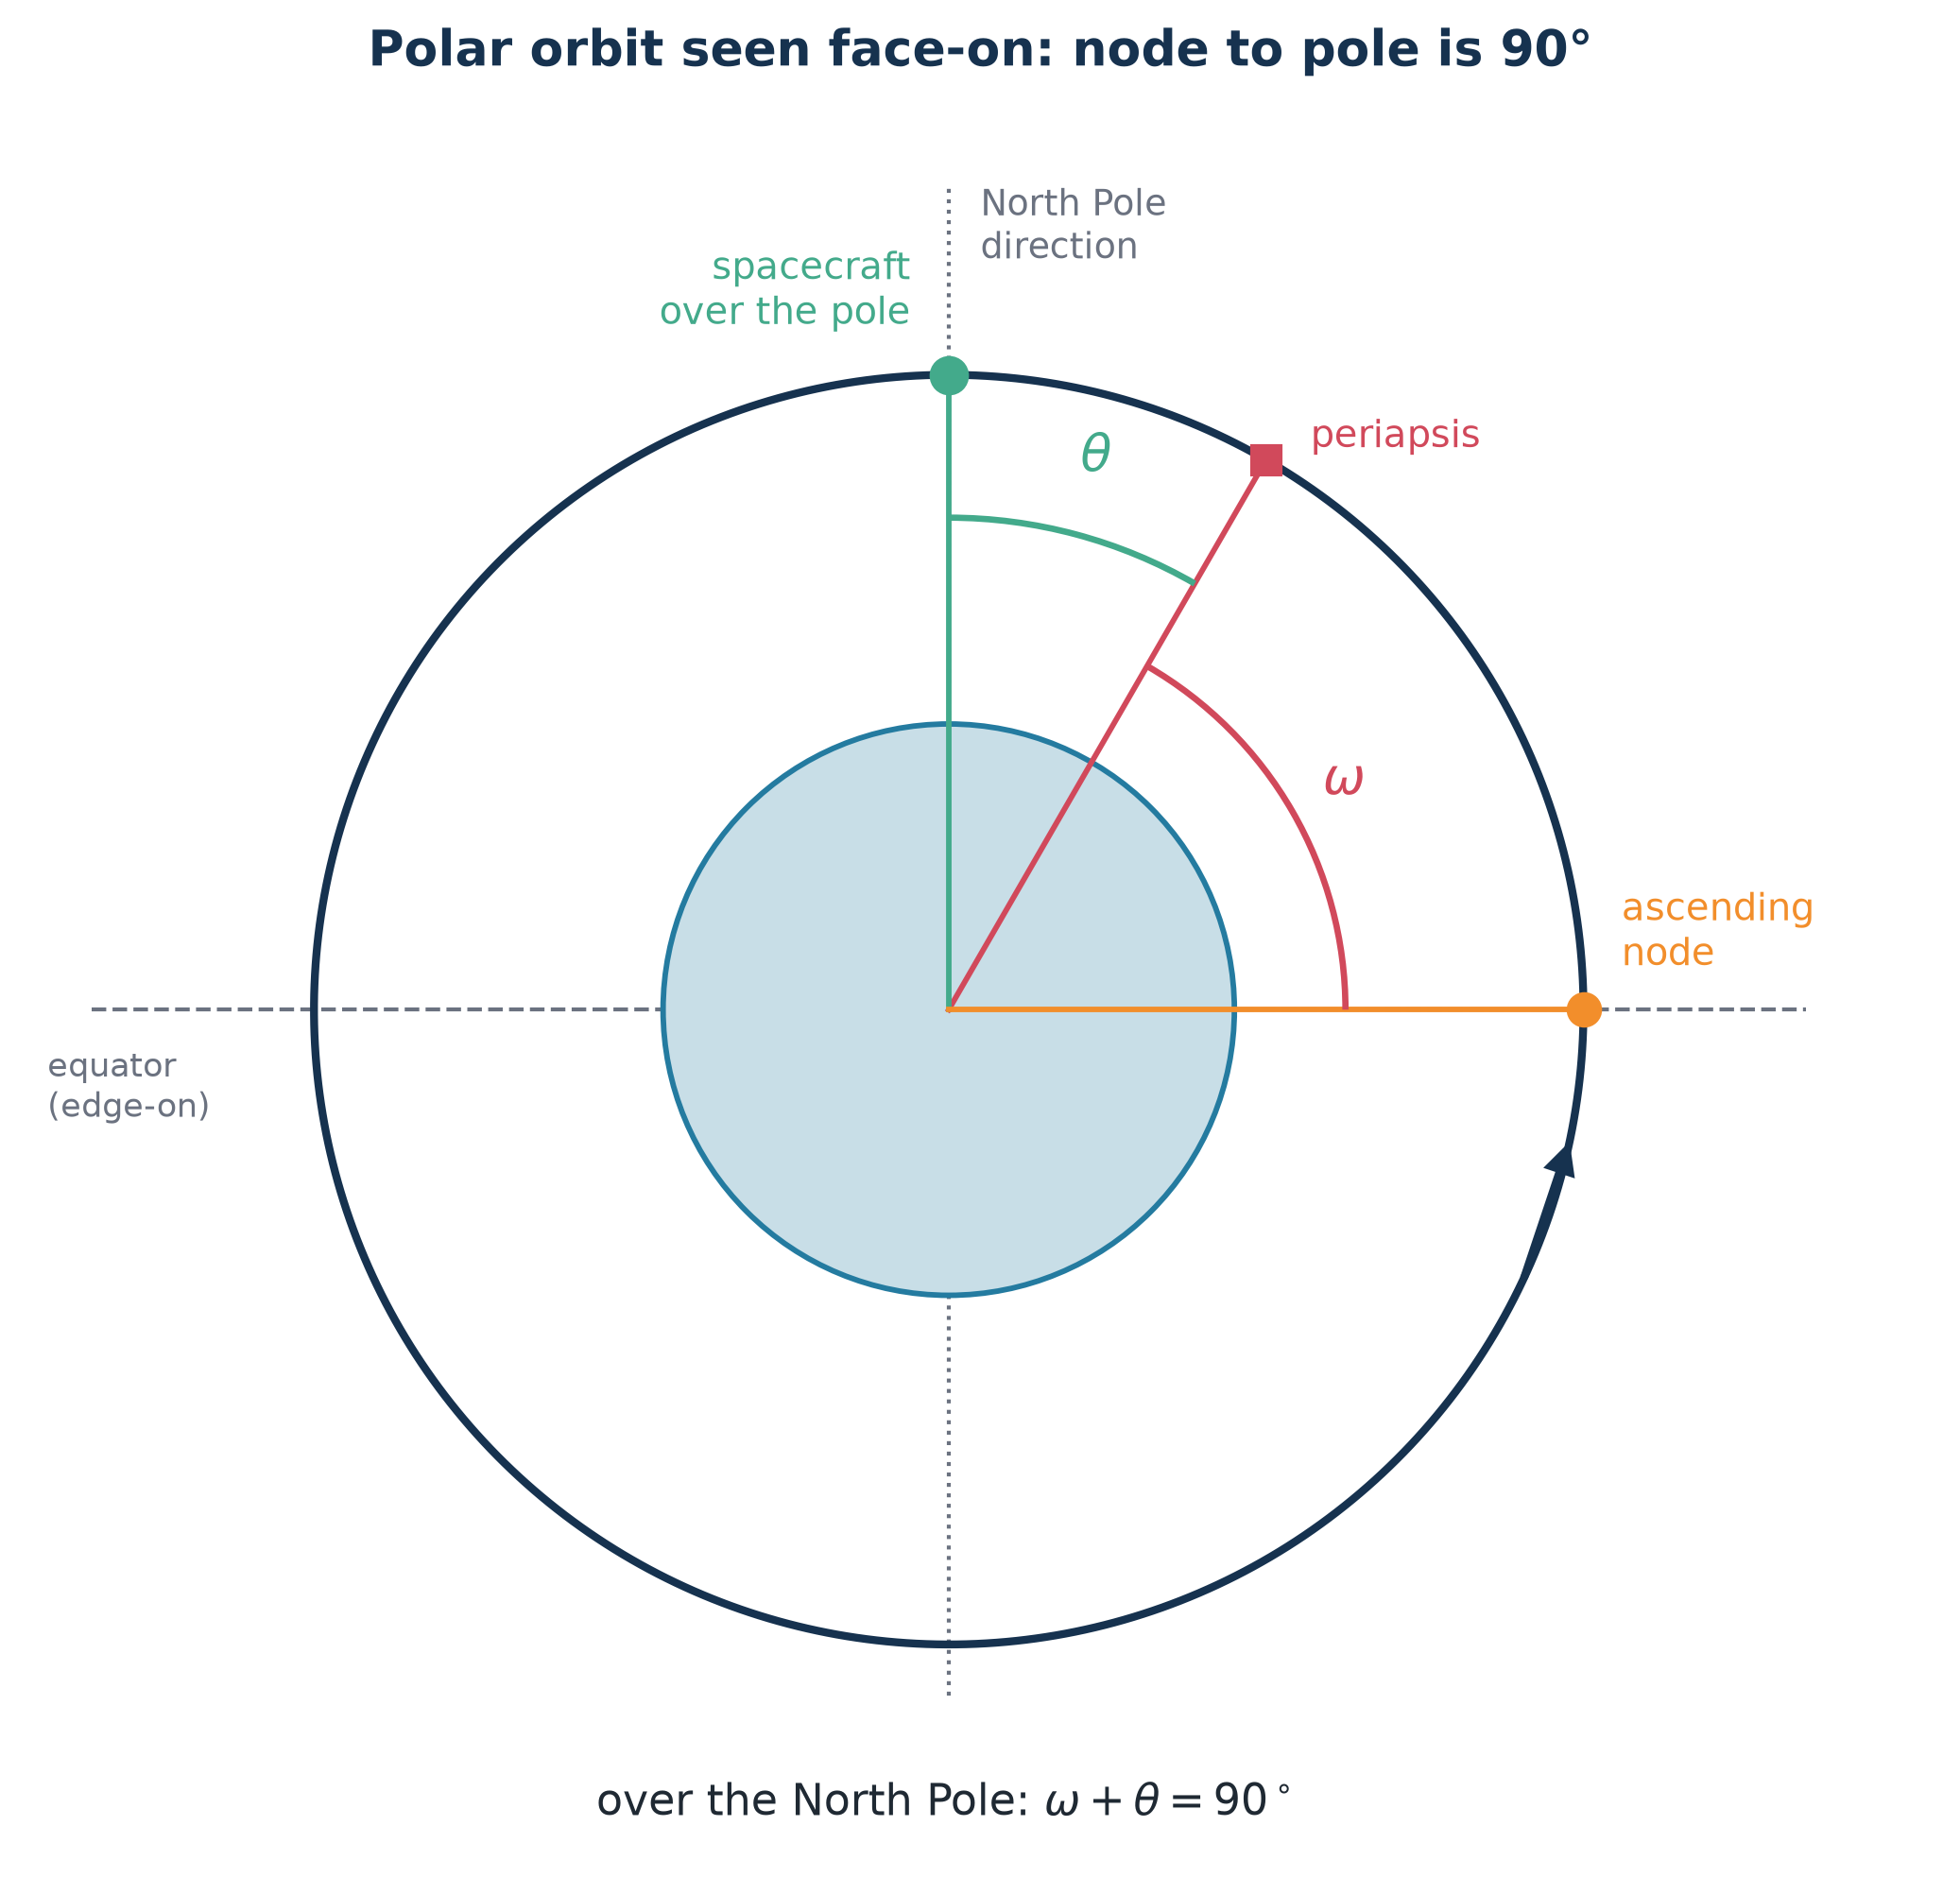 Polar orbit seen face-on: node to pole is 90°
North Pole
direction
spacecraft
over the pole
periapsis
θ
ω
ascending
node
equator
(edge-on)
over the North Pole: ω + θ = 90°